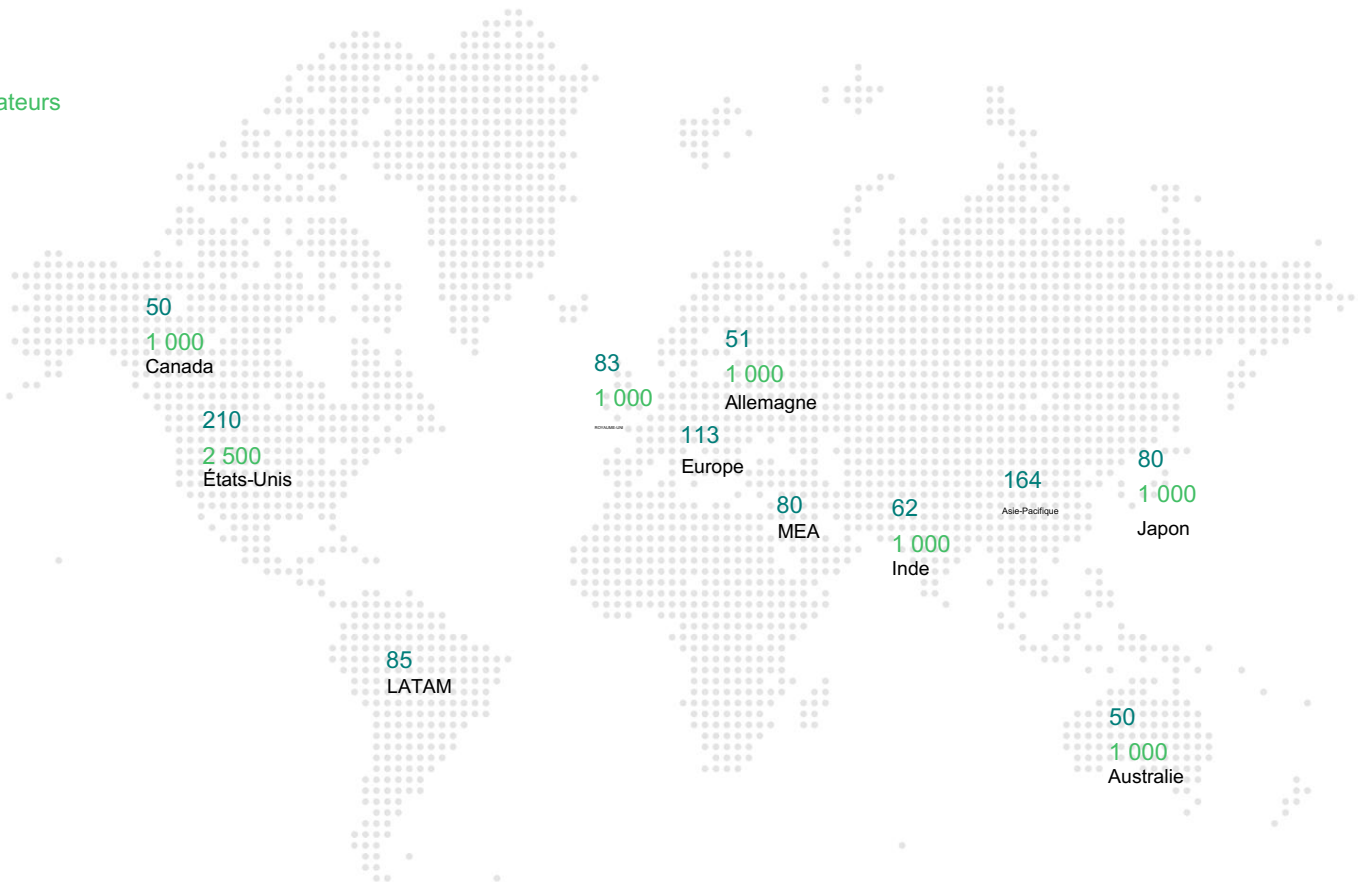 ateurs
50
1 000
Canada
210
2 500
États-Unis
85
LATAM
83
1 000
ROYAUME-UNI
51
1 000
Allemagne
113
Europe
80
MEA
62
1 000
Inde
164
Asie-Pacifique
80
1 000
Japon
50
1 000
Australie